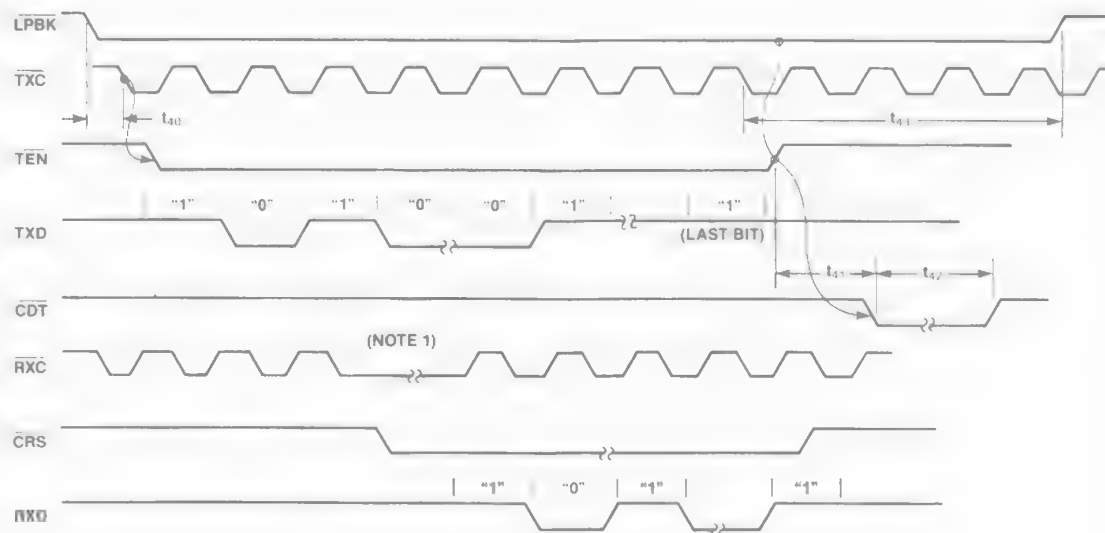 LPBK
TXC
t40
t43
TEN
"1" "0" "1" "0" "0" "1" "1"
TXD
(LAST BIT)
t41 t42
CDT
(NOTE 1)
RXC
CRS
"1" "0" "1" "1"
RXD